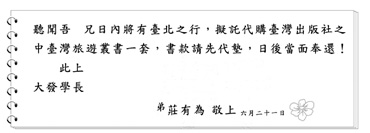 聽聞吾　兄日內將有臺北之行，擬託代購臺灣出版社之
中臺灣旅遊叢書一套，書款請先代墊，日後當面奉還！
此上
大發學長
弟莊有為 敬上 六月二十一日